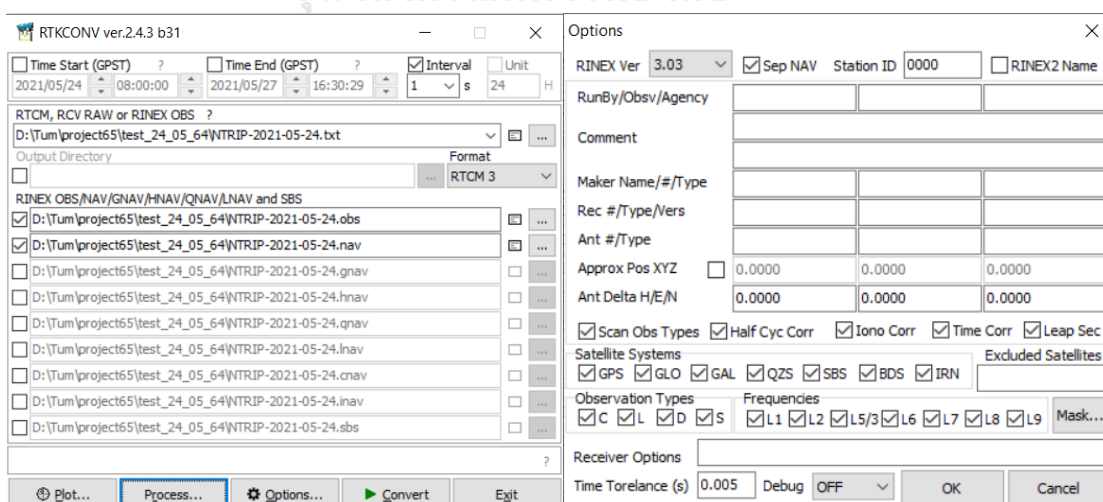 RTKCONV ver.2.4.3 b31
Time Start (GPST) ? Time End (GPST) ? Interval Unit
2021/05/24 08:00:00 2021/05/27 16:30:29 1 s 24 H
RTCM, RCV RAW or RINEX OBS ?
D:\Tum\project65\test_24_05_64\NTRIP-2021-05-24.txt ...
Output Directory Format
... RTCM 3
RINEX OBS/NAV/GNAV/HNAV/QNAV/LNAV and SBS
D:\Tum\project65\test_24_05_64\NTRIP-2021-05-24.obs ...
D:\Tum\project65\test_24_05_64\NTRIP-2021-05-24.nav ...
D:\Tum\project65\test_24_05_64\NTRIP-2021-05-24.gnav ...
D:\Tum\project65\test_24_05_64\NTRIP-2021-05-24.hnav ...
D:\Tum\project65\test_24_05_64\NTRIP-2021-05-24.qnav ...
D:\Tum\project65\test_24_05_64\NTRIP-2021-05-24.lnav ...
D:\Tum\project65\test_24_05_64\NTRIP-2021-05-24.cnav ...
D:\Tum\project65\test_24_05_64\NTRIP-2021-05-24.inav ...
D:\Tum\project65\test_24_05_64\NTRIP-2021-05-24.sbs ...
?
Plot... Process... Options... Convert Exit
Options
RINEX Ver 3.03 Sep NAV Station ID 0000 RINEX2 Name
RunBy/Obsv/Agency
Comment
Maker Name/#/Type
Rec #/Type/Vers
Ant #/Type
Approx Pos XYZ 0.0000 0.0000 0.0000
Ant Delta H/E/N 0.0000 0.0000 0.0000
Scan Obs Types Half Cyc Corr Iono Corr Time Corr Leap Sec
Satellite Systems Excluded Satellites
GPS GLO GAL QZS SBS BDS IRN
Observation Types Frequencies
C L D S L1 L2 L5/3 L6 L7 L8 L9 Mask...
Receiver Options
Time Torelance (s) 0.005 Debug OFF OK Cancel